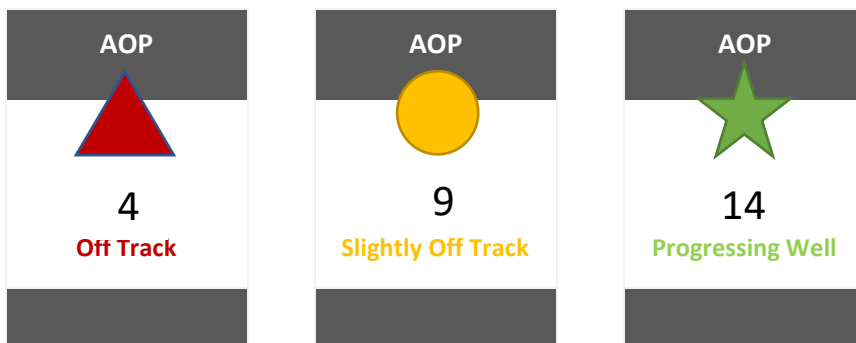 AOP
4
Off Track
AOP
9
Slightly Off Track
AOP
14
Progressing Well